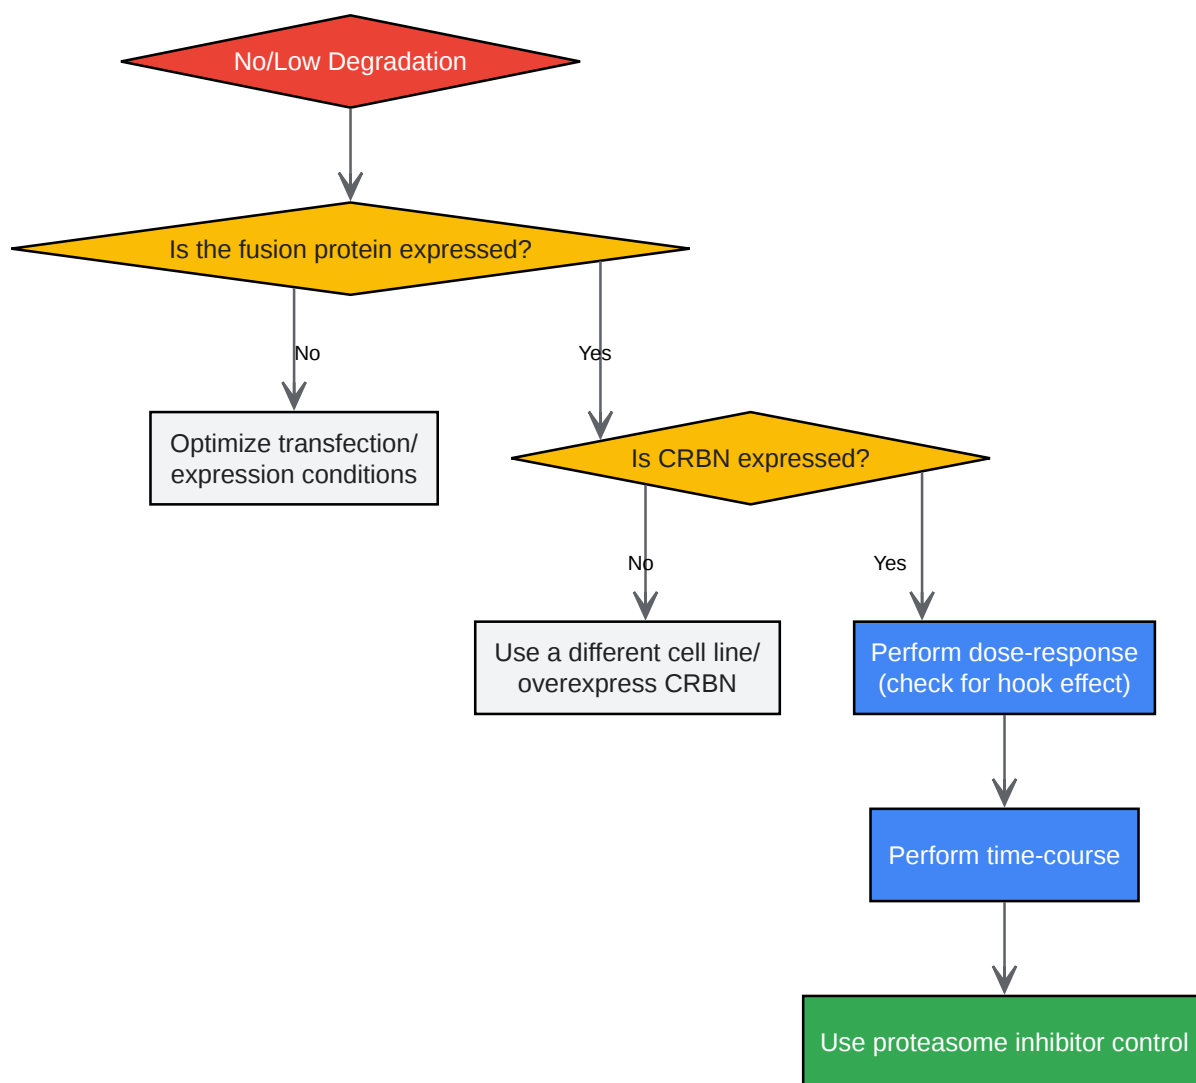 No/Low Degradation
Is the fusion protein expressed?
No
Yes
Optimize transfection/
expression conditions
Is CRBN expressed?
No
Yes
Use a different cell line/
overexpress CRBN
Perform dose-response
(check for hook effect)
Perform time-course
Use proteasome inhibitor control